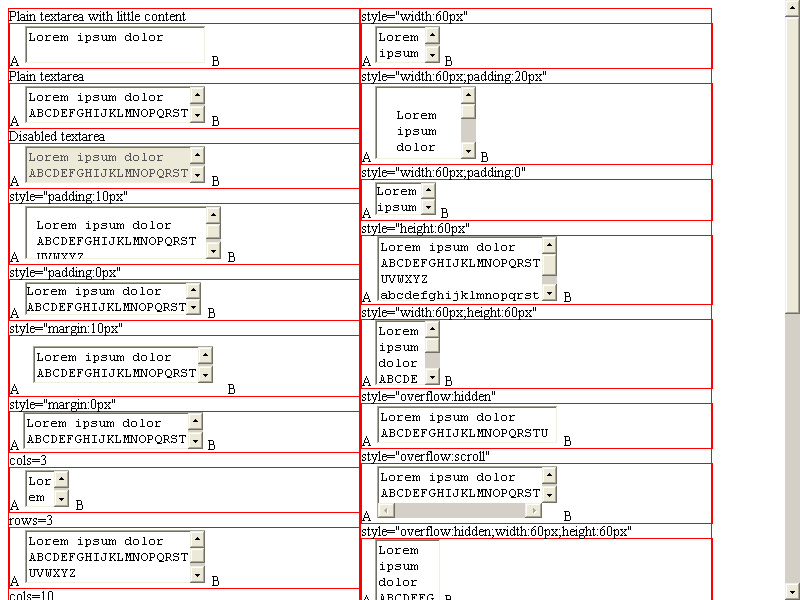 Plain textarea with little content
Lorem ipsum dolor
A B
Plain textarea
Lorem ipsum dolor
ABCDEFGHIJKLMNOPQRST
A B
Disabled textarea
Lorem ipsum dolor
ABCDEFGHIJKLMNOPQRST
A B
style="padding:10px"
Lorem ipsum dolor
ABCDEFGHIJKLMNOPQRST
UVWXYZ
A B
style="padding:0px"
Lorem ipsum dolor
ABCDEFGHIJKLMNOPQRST
A B
style="margin:10px"
Lorem ipsum dolor
ABCDEFGHIJKLMNOPQRST
A B
style="margin:0px"
Lorem ipsum dolor
ABCDEFGHIJKLMNOPQRST
A B
cols=3
Lor
em
A B
rows=3
Lorem ipsum dolor
ABCDEFGHIJKLMNOPQRST
UVWXYZ
A B
cols=10
style="width:60px"
Lorem
ipsum
A B
style="width:60px;padding:20px"
Lorem
ipsum
dolor
A B
style="width:60px;padding:0"
Lorem
ipsum
A B
style="height:60px"
Lorem ipsum dolor
ABCDEFGHIJKLMNOPQRST
UVWXYZ
abcdefghijklmnopqrst
A B
style="width:60px;height:60px"
Lorem
ipsum
dolor
ABCDE
A B
style="overflow:hidden"
Lorem ipsum dolor
ABCDEFGHIJKLMNOPQRSTU
A B
style="overflow:scroll"
Lorem ipsum dolor
ABCDEFGHIJKLMNOPQRST
A B
style="overflow:hidden;width:60px;height:60px"
Lorem
ipsum
dolor
ABCDEFG
A B